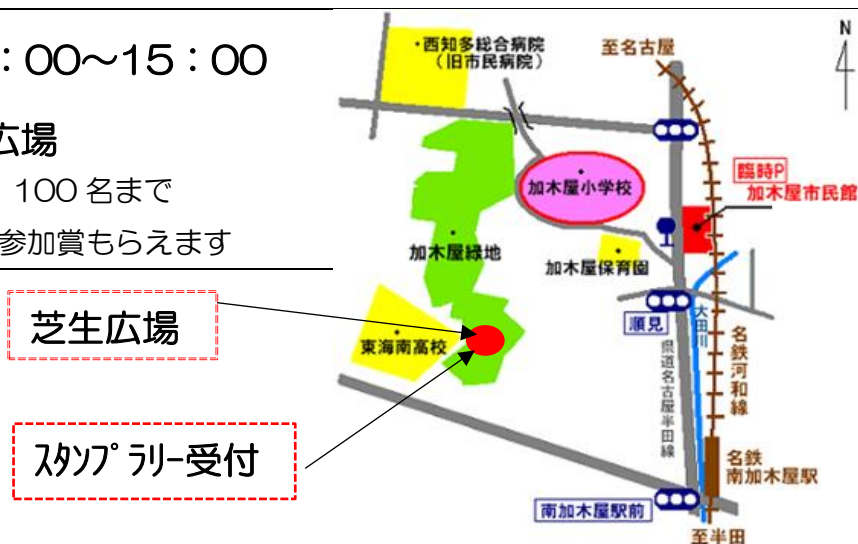 ：００～１５：００
広場
100 名まで
参加賞もらえます
芝生広場
ｽﾀﾝﾌﾟﾗﾘｰ受付
・西知多総合病院
（旧市民病院）
至名古屋
N
加木屋小学校
臨時P
加木屋市民館
加木屋緑地
加木屋保育園
東海南高校
順見
大田川
県道名古屋半田線
名鉄河和線
名鉄
南加木屋駅
南加木屋駅前
至半田